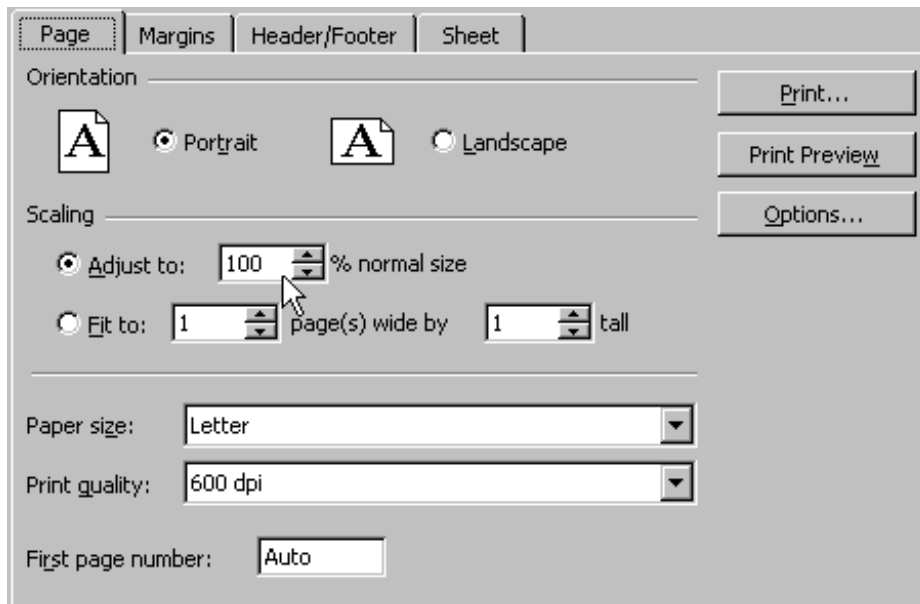 Page Margins Header/Footer Sheet
Orientation
Print...
A Portrait A Landscape
Print Preview
Scaling
Options...
Adjust to: 100 % normal size
Fit to: 1 page(s) wide by 1 tall
Paper size: Letter
Print quality: 600 dpi
First page number: Auto